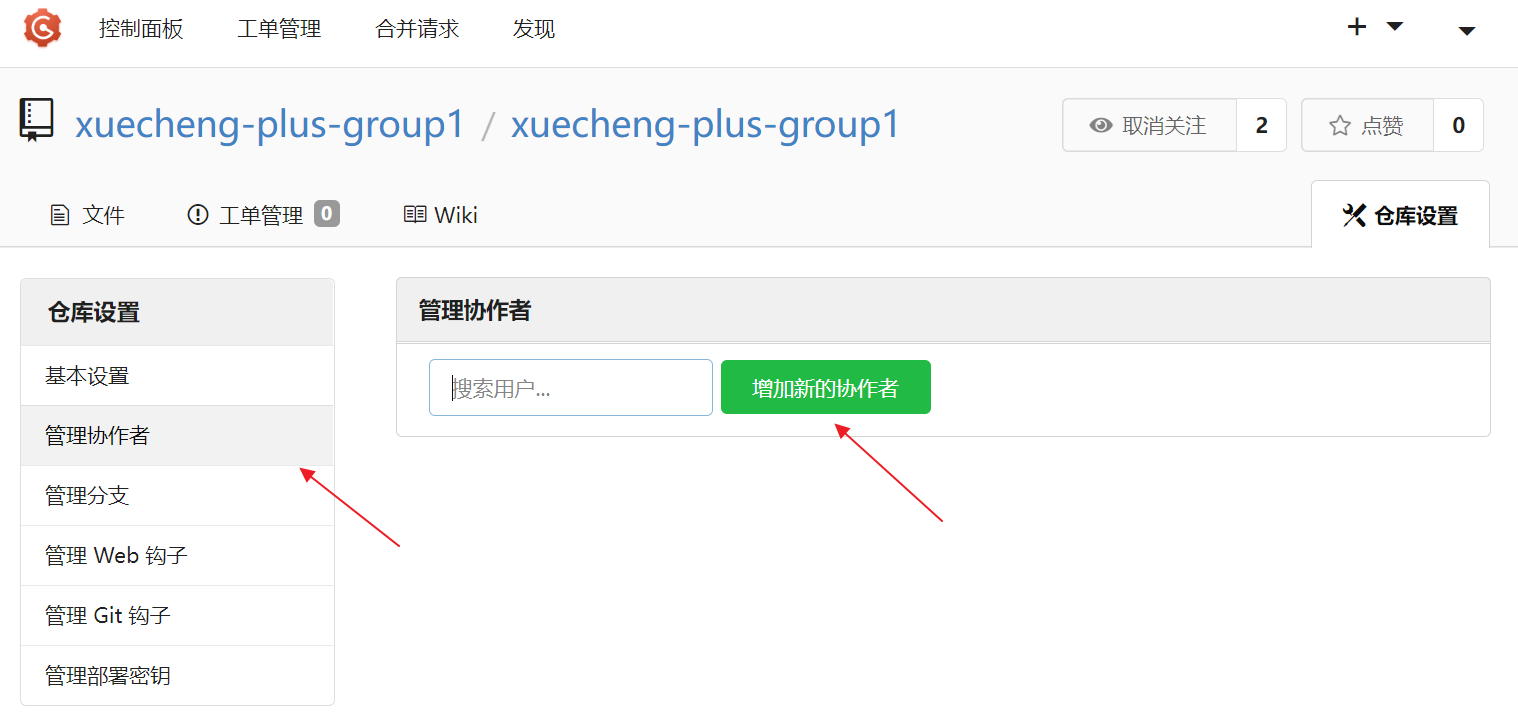 控制面板 工单管理 合并请求 发现
xuecheng-plus-group1 / xuecheng-plus-group1 取消关注 2 点赞 0
文件 工单管理 0 Wiki 仓库设置
仓库设置
基本设置
管理协作者
管理分支
管理 Web 钩子
管理 Git 钩子
管理部署密钥
管理协作者
搜索用户... 增加新的协作者